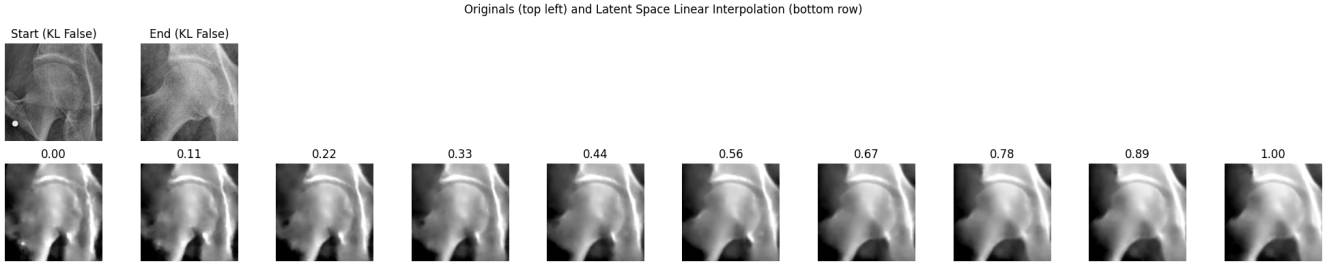 Originals (top left) and Latent Space Linear Interpolation (bottom row)
Start (KL False) End (KL False)
0.00 0.11 0.22 0.33 0.44 0.56 0.67 0.78 0.89 1.00